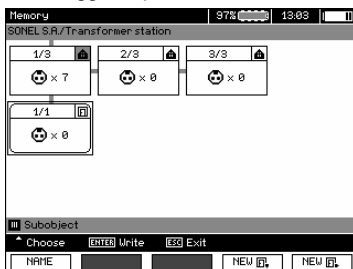 Memory 97% 13:03
SONEL S.A./Transformer station
1/3 2/3 3/3
x 7 x 0 x 0
1/1
x 0
Subobject
Choose ENTER Write ESC Exit
NAME NEW NEW